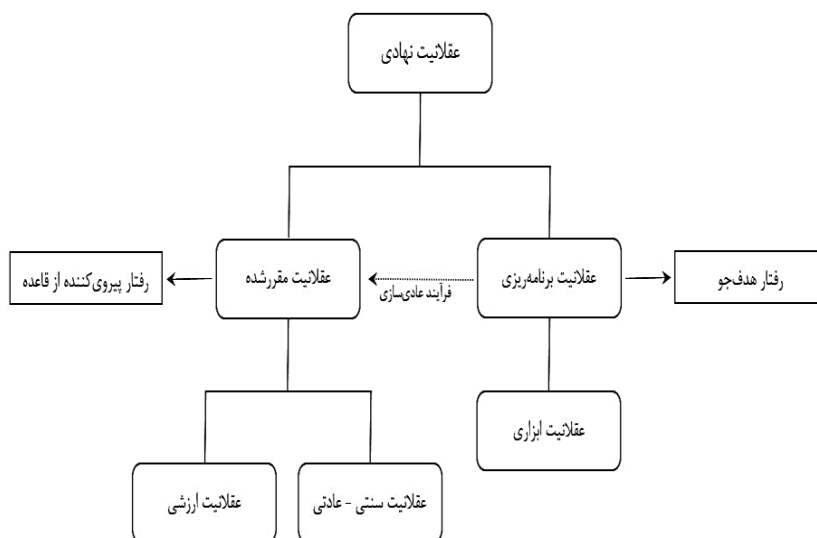 عقلانیت نهادی
عقلانیت برنامه‌ریزی
عقلانیت مقررشده
رفتار هدف‌جو
فرآیند عادی‌سازی
رفتار پیروی‌کننده از قاعده
عقلانیت ابزاری
عقلانیت سنتی - عادتی
عقلانیت ارزشی